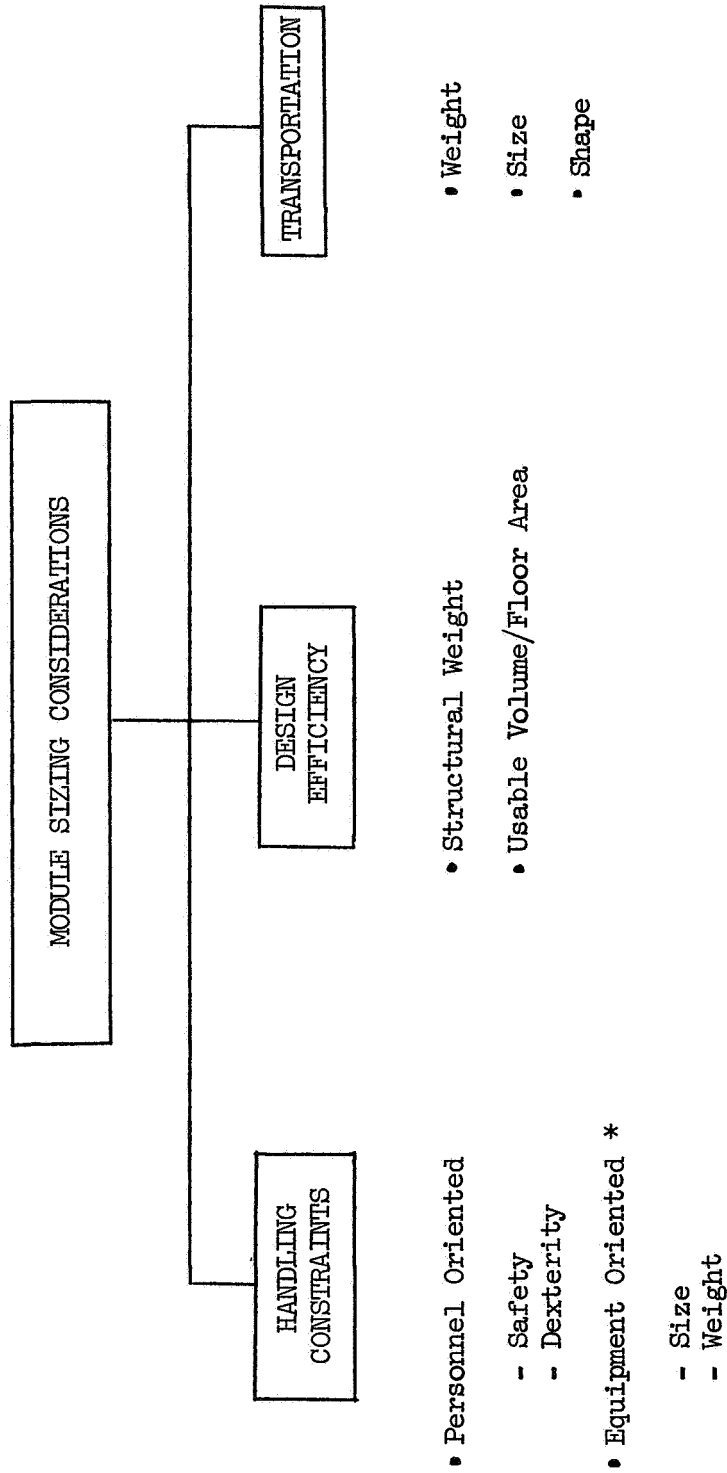 MODULE SIZING CONSIDERATIONS
HANDLING
CONSTRAINTS
• Personnel Oriented
- Safety
- Dexterity
• Equipment Oriented *
- Size
- Weight
DESIGN
EFFICIENCY
• Structural Weight
• Usable Volume/Floor Area
TRANSPORTATION
• Weight
• Size
• Shape